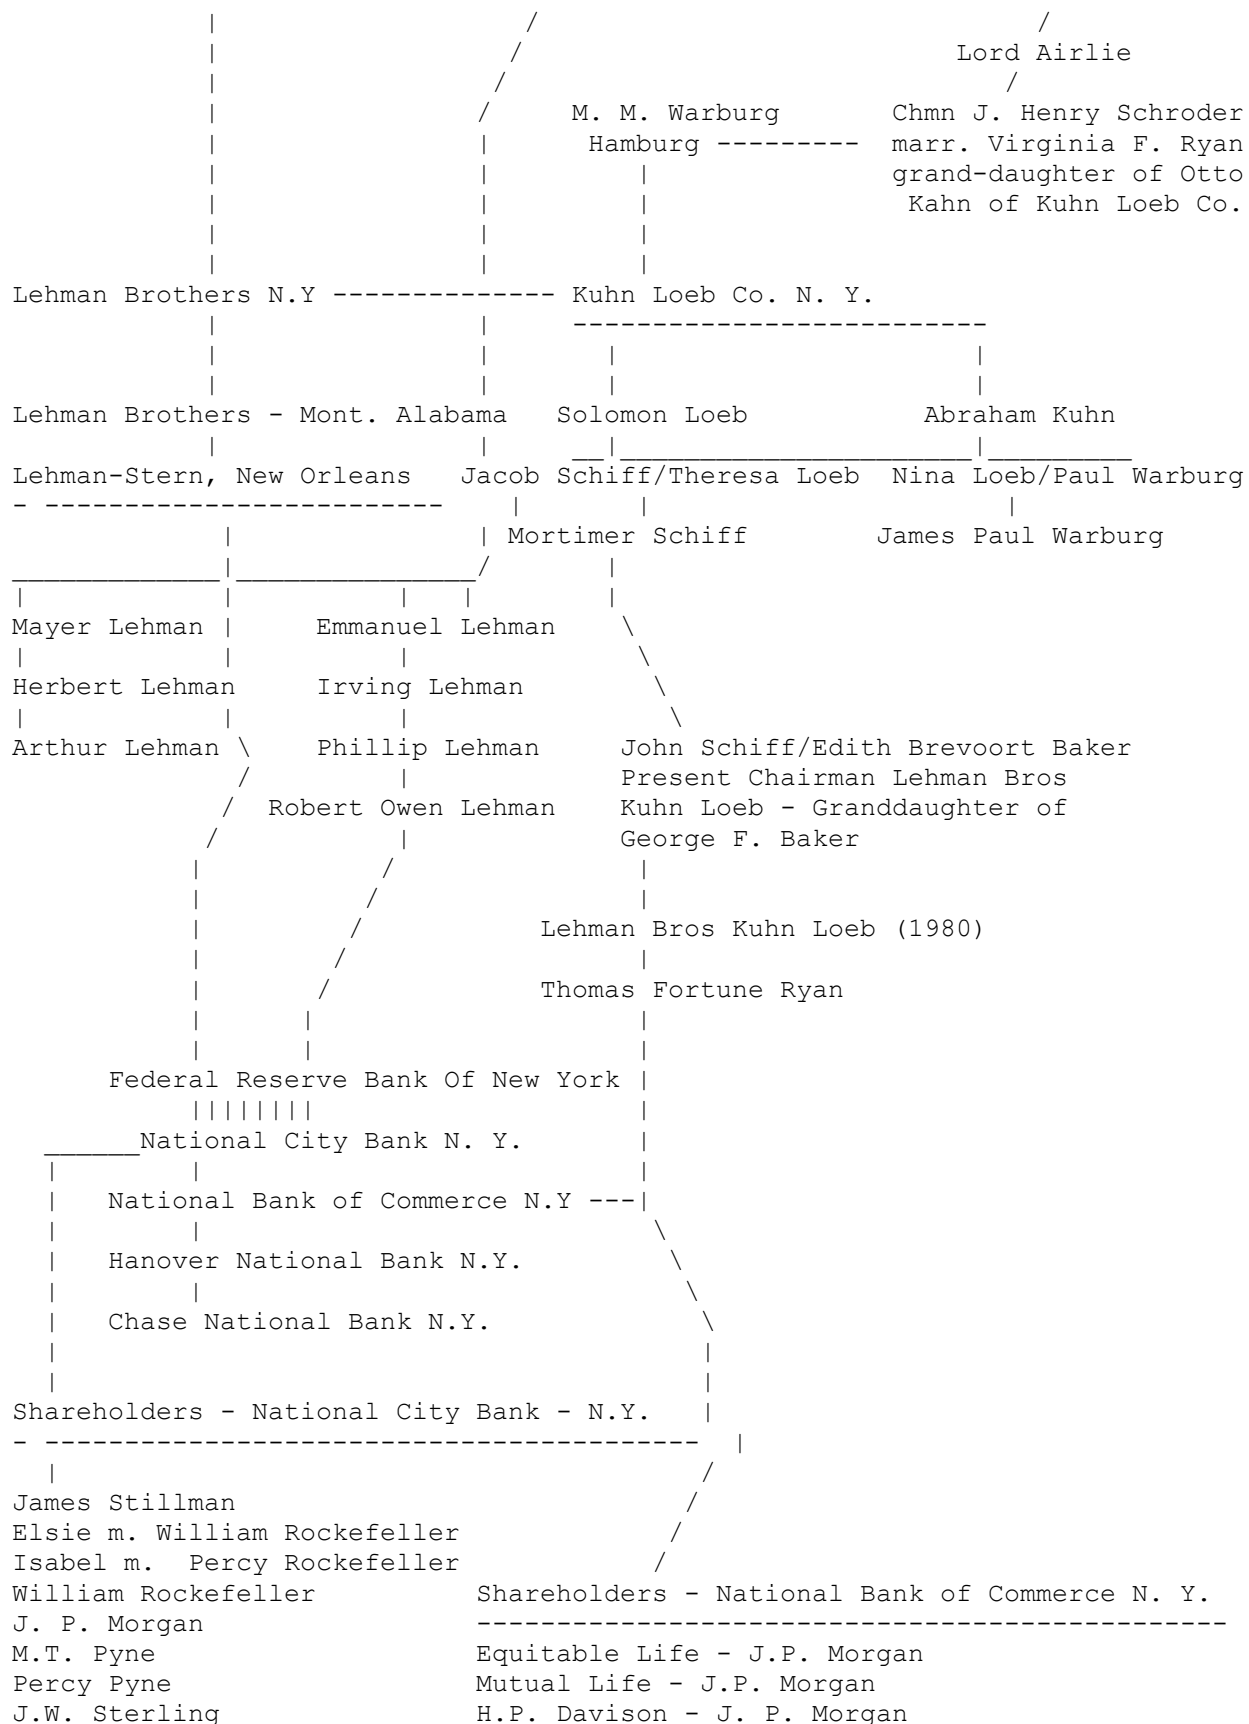 Lord Airlie
M. M. Warburg Chmn J. Henry Schroder
Hamburg --------- marr. Virginia F. Ryan
grand-daughter of Otto
Kahn of Kuhn Loeb Co.
Lehman Brothers N.Y -------------- Kuhn Loeb Co. N. Y.
Lehman Brothers - Mont. Alabama Solomon Loeb Abraham Kuhn
Lehman-Stern, New Orleans Jacob Schiff/Theresa Loeb Nina Loeb/Paul Warburg
Mortimer Schiff James Paul Warburg
Mayer Lehman Emmanuel Lehman
Herbert Lehman Irving Lehman
Arthur Lehman Phillip Lehman John Schiff/Edith Brevoort Baker
Present Chairman Lehman Bros
Robert Owen Lehman Kuhn Loeb - Granddaughter of
George F. Baker
Lehman Bros Kuhn Loeb (1980)
Thomas Fortune Ryan
Federal Reserve Bank Of New York
National City Bank N. Y.
National Bank of Commerce N.Y ---
Hanover National Bank N.Y.
Chase National Bank N.Y.
Shareholders - National City Bank - N.Y.
James Stillman
Elsie m. William Rockefeller
Isabel m. Percy Rockefeller
William Rockefeller Shareholders - National Bank of Commerce N. Y.
J. P. Morgan
M.T. Pyne Equitable Life - J.P. Morgan
Percy Pyne Mutual Life - J.P. Morgan
J.W. Sterling H.P. Davison - J. P. Morgan